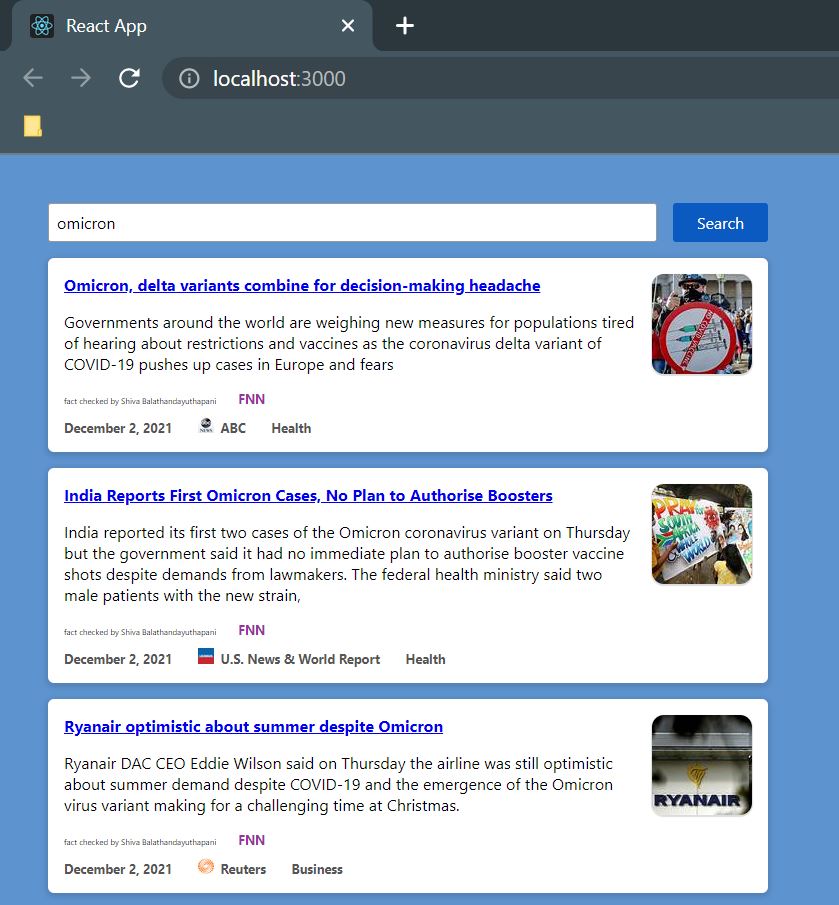 React App
localhost:3000
omicron
Search
Omicron, delta variants combine for decision-making headache
Governments around the world are weighing new measures for populations tired
of hearing about restrictions and vaccines as the coronavirus delta variant of
COVID-19 pushes up cases in Europe and fears
fact checked by Shiva Balathandayuthapani FNN
December 2, 2021 ABC Health
India Reports First Omicron Cases, No Plan to Authorise Boosters
India reported its first two cases of the Omicron coronavirus variant on Thursday
but the government said it had no immediate plan to authorise booster vaccine
shots despite demands from lawmakers. The federal health ministry said two
male patients with the new strain,
PRAY for
SOUTH
AFRICA
WHOLE
WORLD
fact checked by Shiva Balathandayuthapani FNN
December 2, 2021 U.S. News & World Report Health
Ryanair optimistic about summer despite Omicron
Ryanair DAC CEO Eddie Wilson said on Thursday the airline was still optimistic
about summer demand despite COVID-19 and the emergence of the Omicron
virus variant making for a challenging time at Christmas.
RYANAIR
fact checked by Shiva Balathandayuthapani FNN
December 2, 2021 Reuters Business